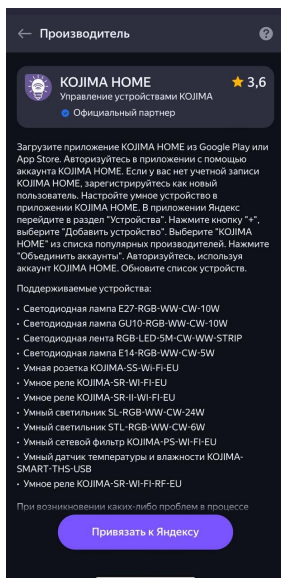 ← Производитель
?
KOJIMA HOME
3,6
Управление устройствами KOJIMA
Официальный партнер
Загрузите приложение KOJIMA HOME из Google Play или
App Store. Авторизуйтесь в приложении с помощью
аккаунта KOJIMA HOME. Если у вас нет учетной записи
KOJIMA HOME, зарегистрируйтесь как новый
пользователь. Настройте умное устройство в
приложении KOJIMA HOME. В приложении Яндекс
перейдите в раздел "Устройства". Нажмите кнопку "+",
выберите "Добавить устройство". Выберите "KOJIMA
HOME" из списка популярных производителей. Нажмите
"Объединить аккаунты". Авторизуйтесь, используя
аккаунт KOJIMA HOME. Обновите список устройств.
Поддерживаемые устройства:
• Светодиодная лампа E27-RGB-WW-CW-10W
• Светодиодная лампа GU10-RGB-WW-CW-10W
• Светодиодная лента RGB-LED-5M-CW-WW-STRIP
• Светодиодная лампа E14-RGB-WW-CW-5W
• Умная розетка KOJIMA-SS-Wi-Fi-EU
• Умное реле KOJIMA-SR-WI-FI-EU
• Умное реле KOJIMA-SR-II-WI-FI-EU
• Умный светильник SL-RGB-WW-CW-24W
• Умный светильник STL-RGB-WW-CW-6W
• Умный сетевой фильтр KOJIMA-PS-WI-FI-EU
• Умный датчик температуры и влажности KOJIMA-
SMART-THS-USB
• Умное реле KOJIMA-SR-WI-FI-RF-EU
При возникновении каких-либо проблем в процессе
Привязать к Яндексу